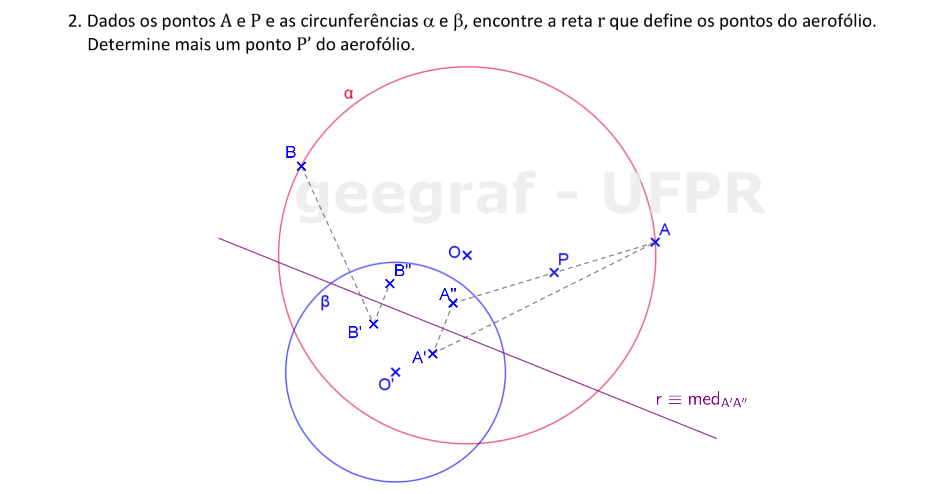 2. Dados os pontos A e P e as circunferências α e β, encontre a reta r que define os pontos do aerofólio.
Determine mais um ponto P’ do aerofólio.
α
B
geegraf - UFPR
A
O
P
B"
A"
β
B'
A'
O'
r ≡ med_A′A″